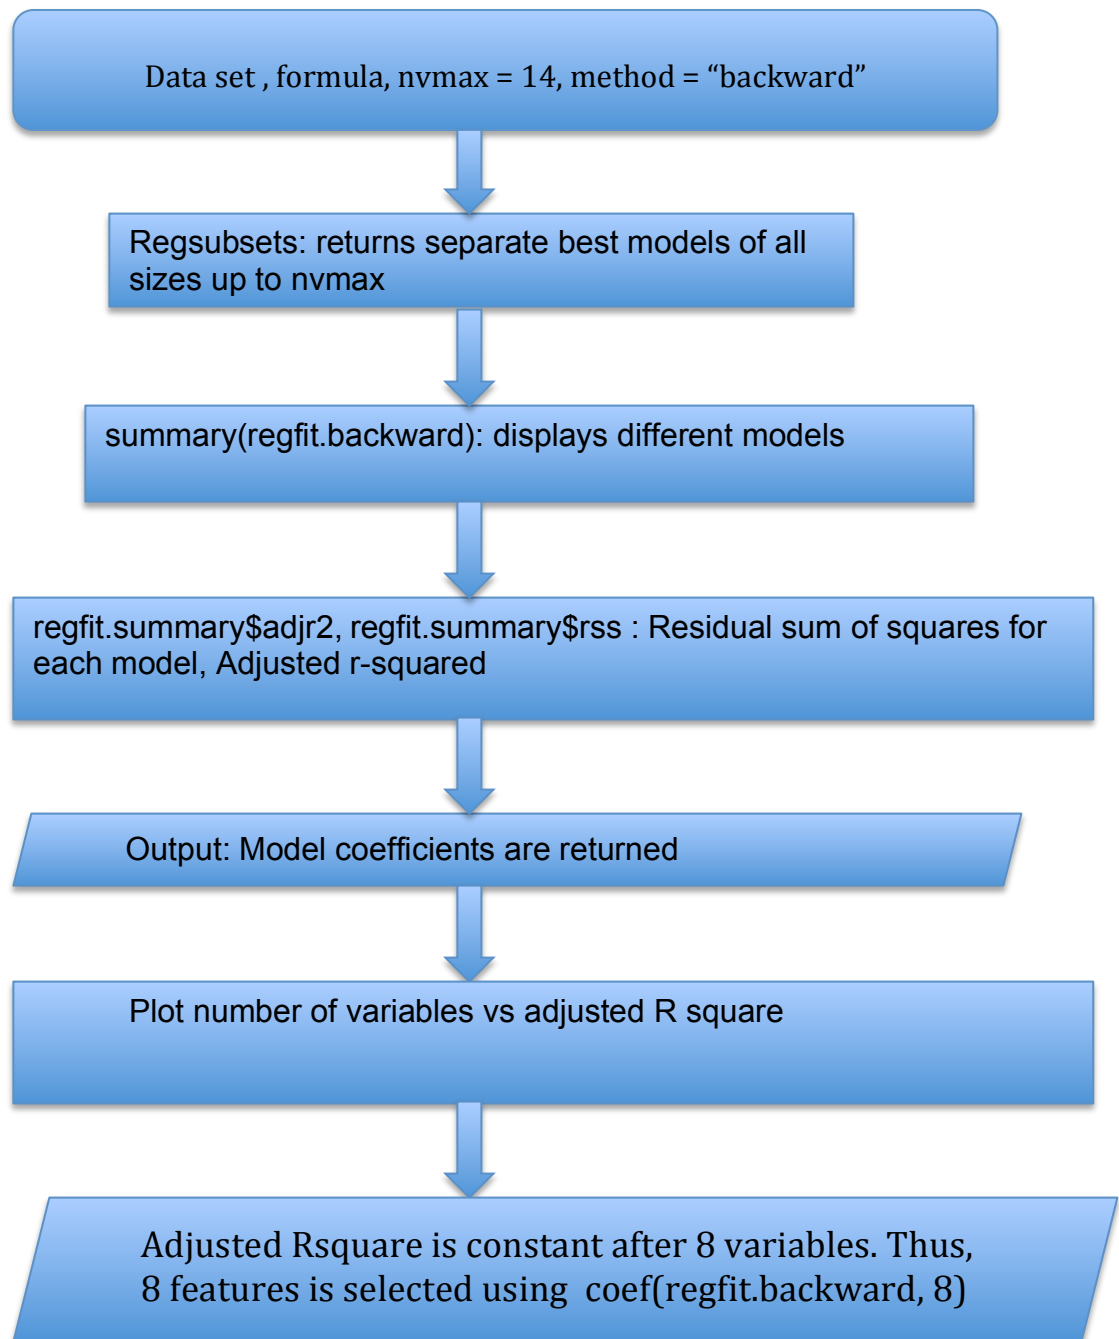 Data set , formula, nvmax = 14, method = “backward”
Regsubsets: returns separate best models of all
sizes up to nvmax
summary(regfit.backward): displays different models
regfit.summary$adjr2, regfit.summary$rss : Residual sum of squares for
each model, Adjusted r-squared
Output: Model coefficients are returned
Plot number of variables vs adjusted R square
Adjusted Rsquare is constant after 8 variables. Thus,
8 features is selected using  coef(regfit.backward, 8)